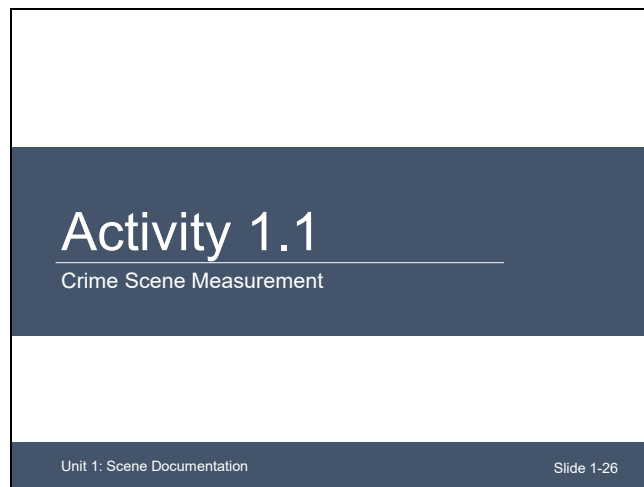 Activity 1.1
Crime Scene Measurement
Unit 1: Scene Documentation
Slide 1-26